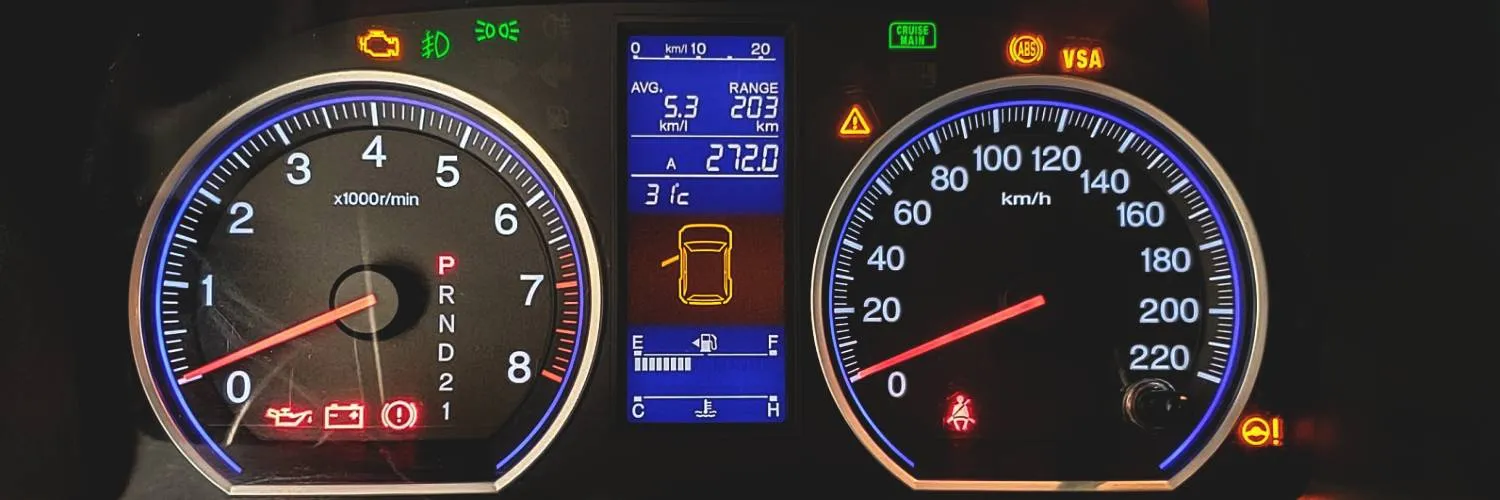 CRUISE
MAIN
ABS
VSA
0 km/l 10 20
AVG. RANGE
5.3 203
km/l km
A 272.0
31c
E F
C H
0
1
2
3
4
5
6
7
8
x1000r/min
P
R
N
D
2
1
0
20
40
60
80
100
120
140
160
180
200
220
km/h